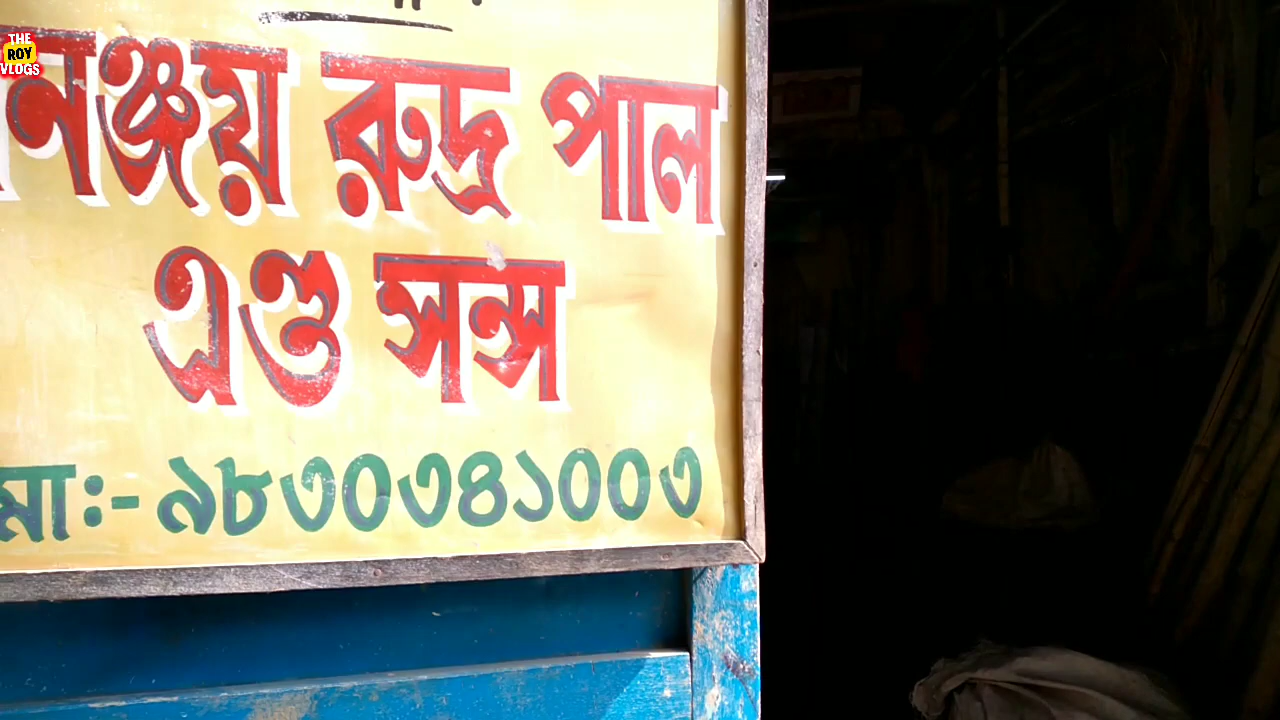 THE
ROY
VLOGS
নঞ্জয় রুদ্র পাল
এণ্ড সন্স
মো:- ৯৮৩০৩৪১০০৩